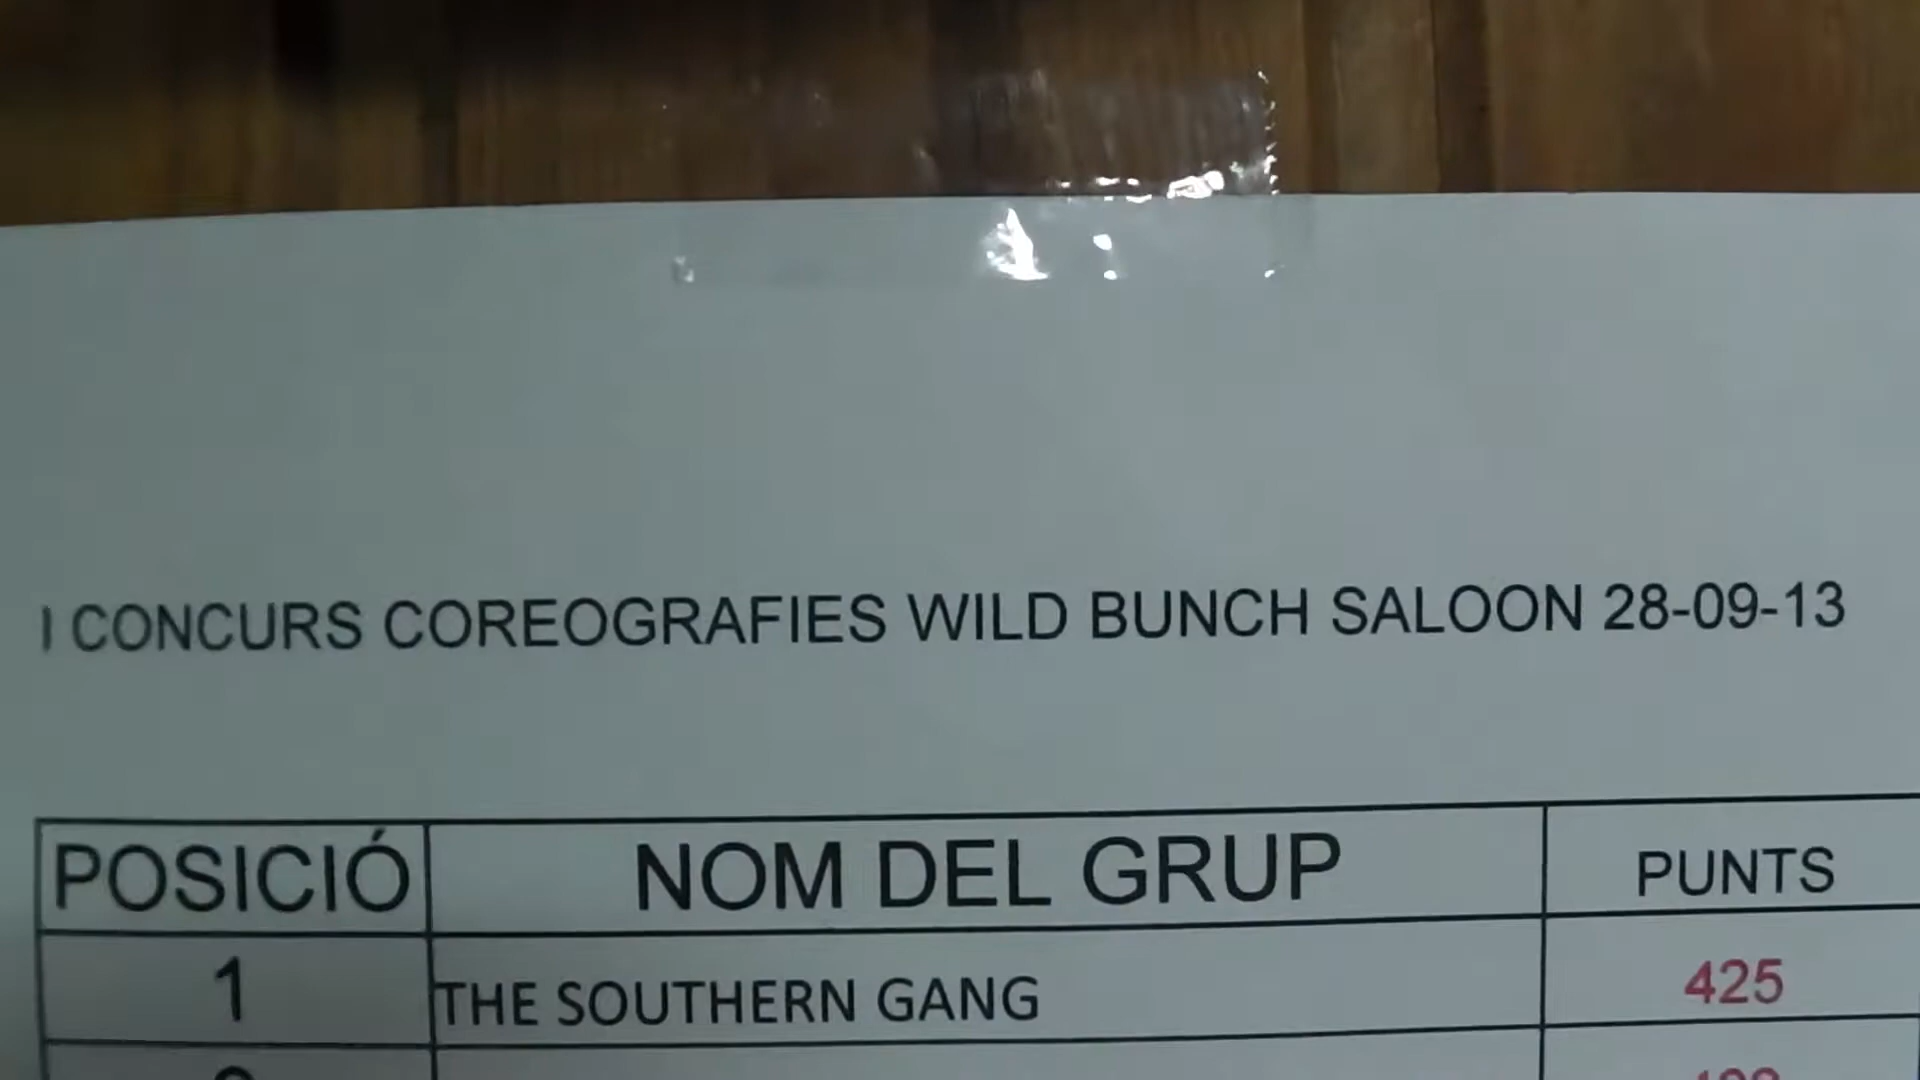 I CONCURS COREOGRAFIES WILD BUNCH SALOON 28-09-13
POSICIÓ NOM DEL GRUP PUNTS
1 THE SOUTHERN GANG 425